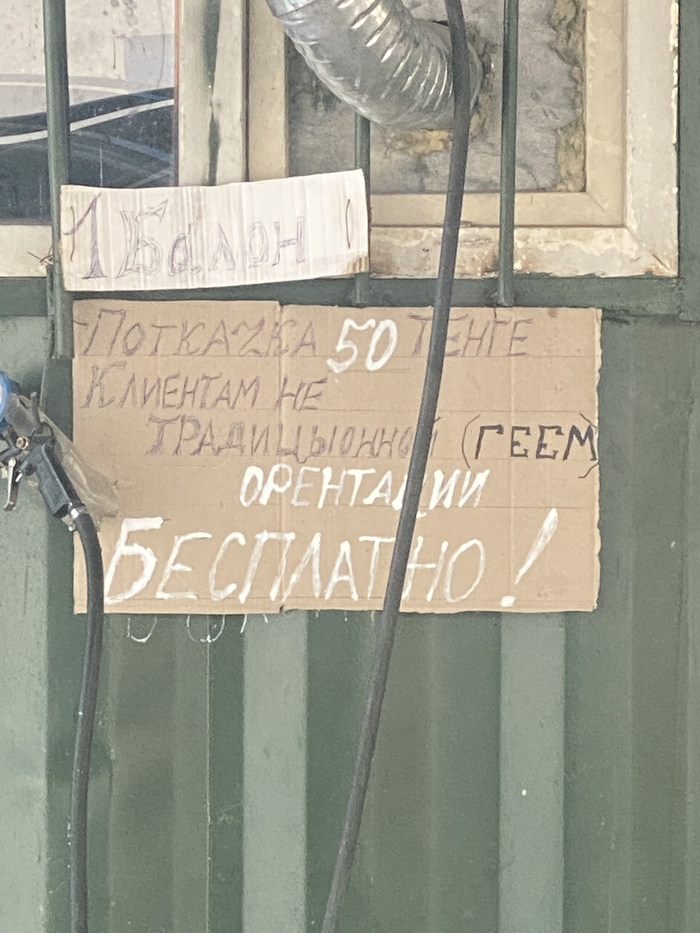 1 Балон
Поткачка 50 тенге
Клиентам не
традицыонной (геем)
орентации
Бесплатно!